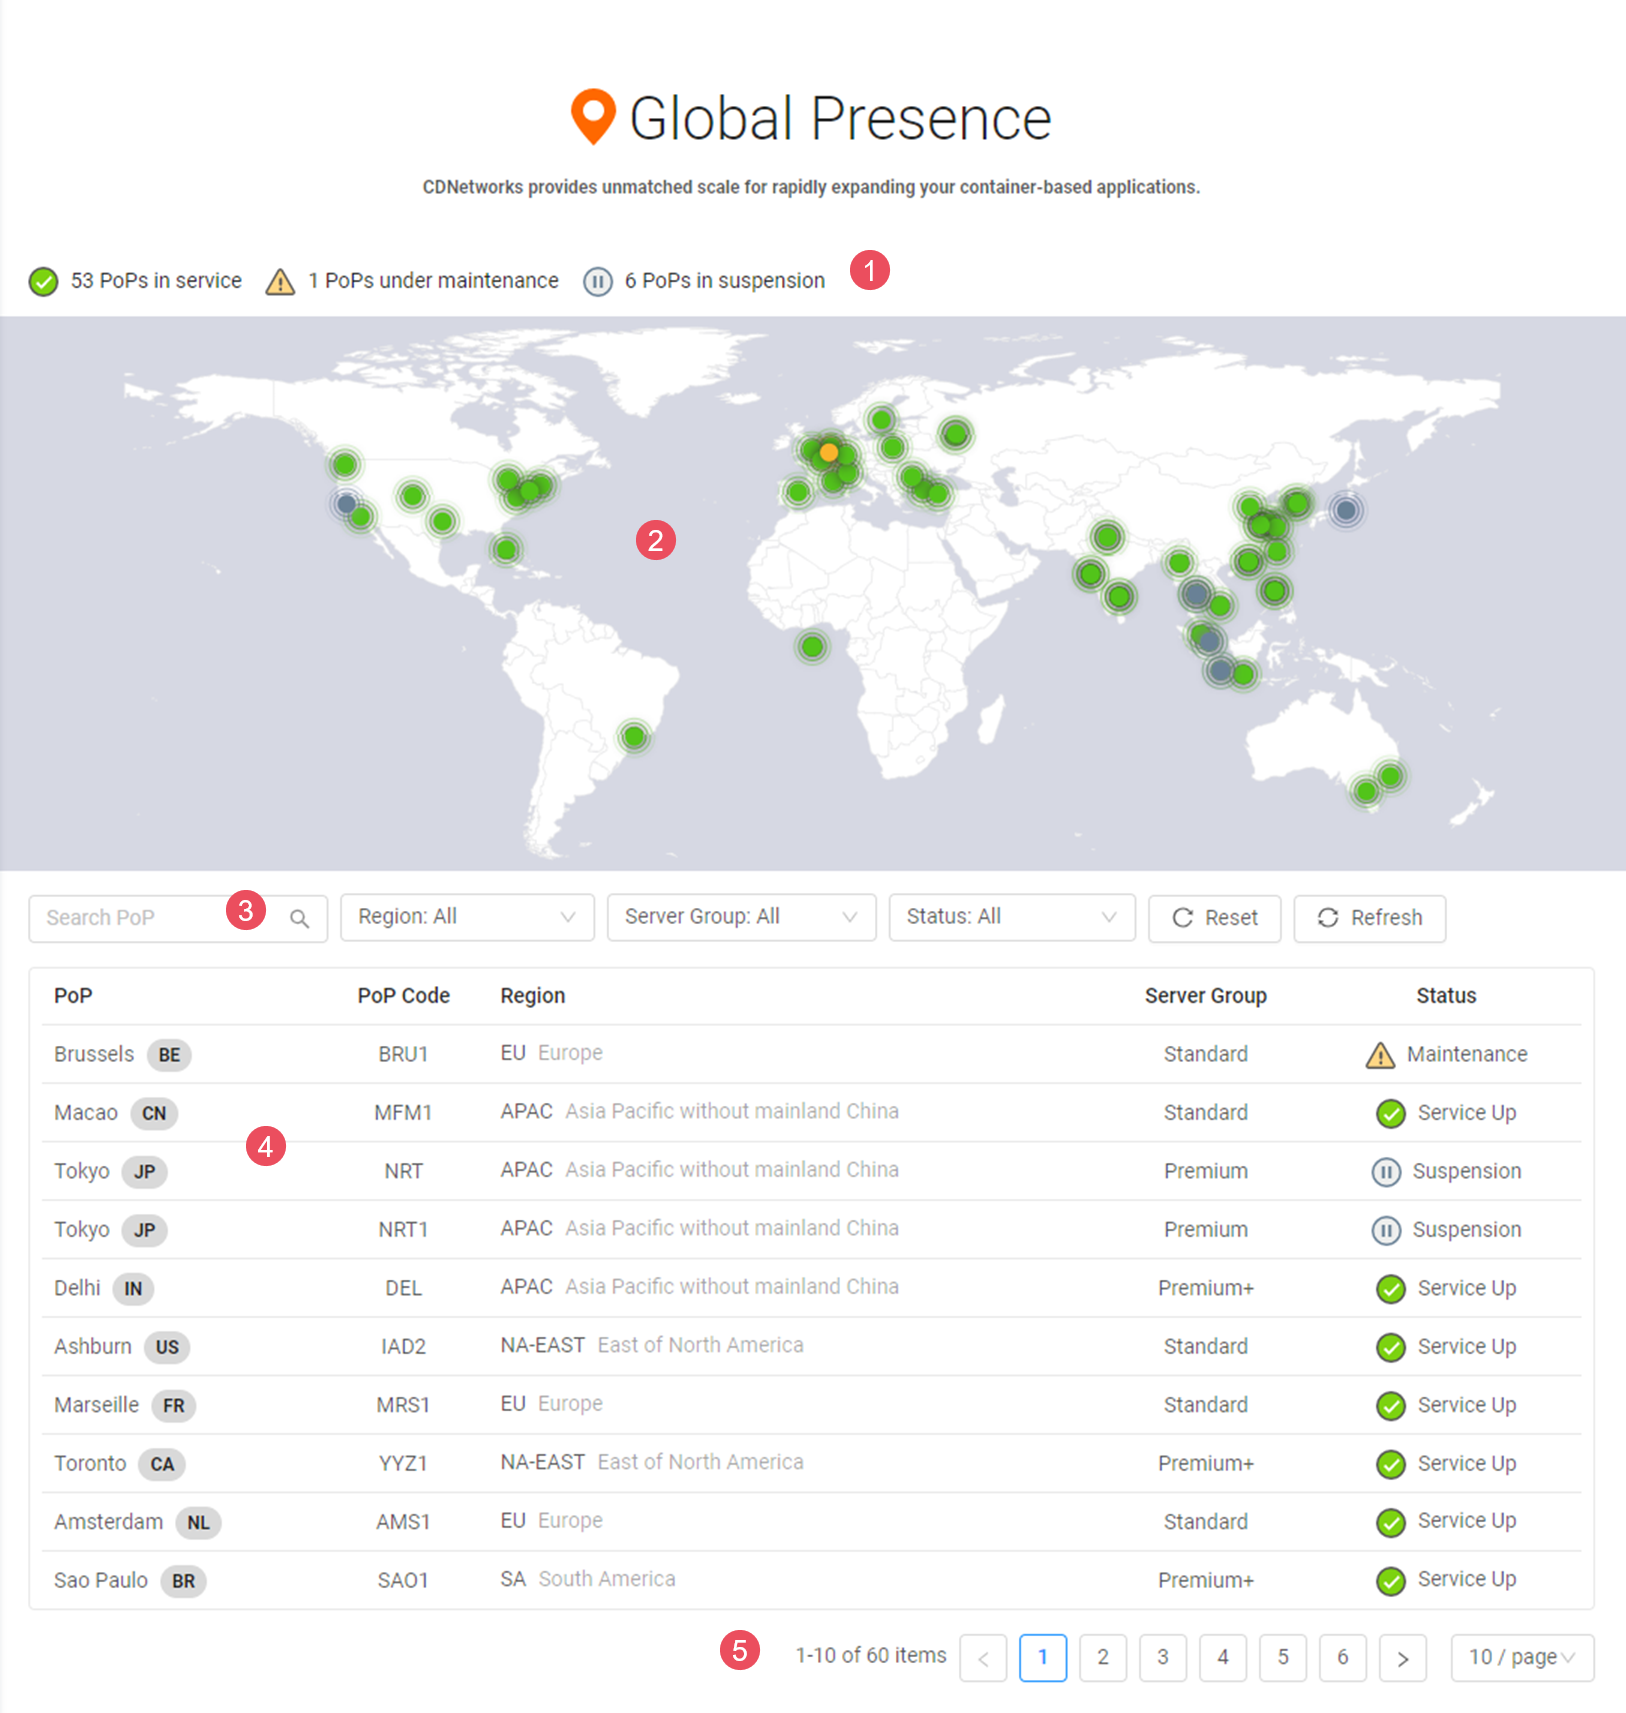 Global Presence
CDNetworks provides unmatched scale for rapidly expanding your container-based applications.
53 PoPs in service 1 PoPs under maintenance 6 PoPs in suspension 1
2
Search PoP 3 Region: All Server Group: All Status: All Reset Refresh
PoP PoP Code Region Server Group Status
Brussels BE BRU1 EU Europe Standard Maintenance
Macao CN MFM1 APAC Asia Pacific without mainland China Standard Service Up
4
Tokyo JP NRT APAC Asia Pacific without mainland China Premium Suspension
Tokyo JP NRT1 APAC Asia Pacific without mainland China Premium Suspension
Delhi IN DEL APAC Asia Pacific without mainland China Premium+ Service Up
Ashburn US IAD2 NA-EAST East of North America Standard Service Up
Marseille FR MRS1 EU Europe Standard Service Up
Toronto CA YYZ1 NA-EAST East of North America Premium+ Service Up
Amsterdam NL AMS1 EU Europe Standard Service Up
Sao Paulo BR SAO1 SA South America Premium+ Service Up
5 1-10 of 60 items < 1 2 3 4 5 6 > 10 / page